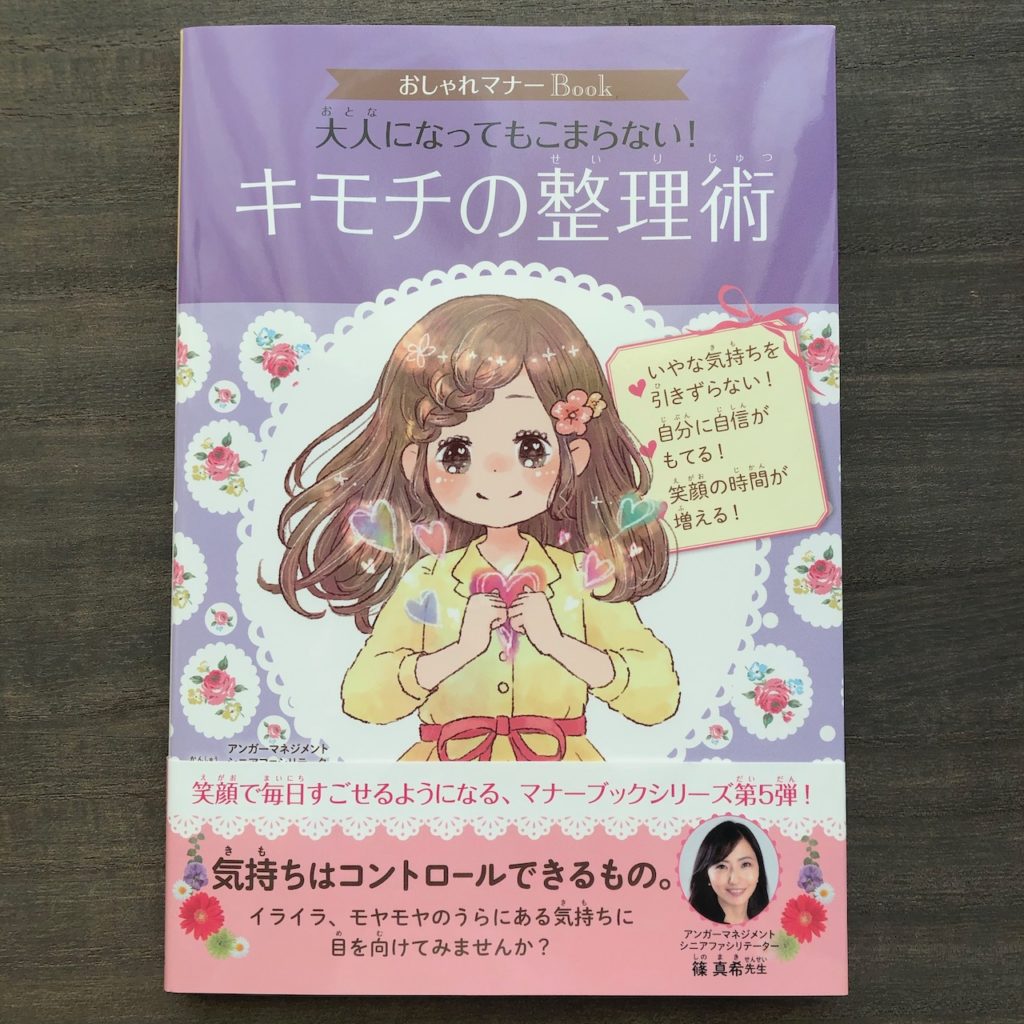 おしゃれマナーBook
大人になってもこまらない！
キモチの整理術
いやな気持ちを
引きずらない！
自分に自信が
もてる！
笑顔の時間が
増える！
アンガーマネジメント
笑顔で毎日すごせるようになる、マナーブックシリーズ第5弾！
気持ちはコントロールできるもの。
イライラ、モヤモヤのうらにある気持ちに
目を向けてみませんか？
アンガーマネジメント
シニアファシリテーター
篠 真希先生